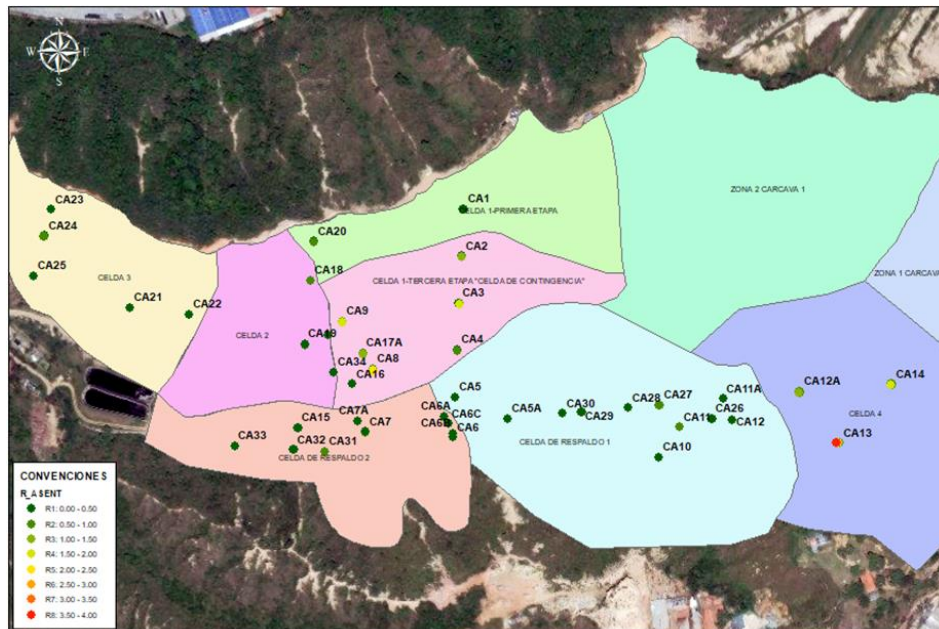 N
W E
S
CA23
CA24
CA25
CELDA 3
CA21
CA22
CA20
CA1
CELDA 1-PRIMERA ETAPA
CA2
CA18
CELDA 1-TERCERA ETAPA"CELDA DE CONTINGENCIA"
CA3
CA9
CELDA 2
CA19
CA17A
CA4
CA34
CA8
CA16
ZONA 2 CARCAVA 1
ZONA 1 CARCAVA
CA5
CA6A
CA6C
CA6B
CA6
CA5A
CA30
CA29
CA28
CA27
CA11A
CA11
CA26
CA12
CA10
CELDA DE RESPALDO 1
CA12A
CA14
CELDA 4
CA13
CA15
CA7A
CA7
CA33
CA32
CA31
CELDA DE RESPALDO 2
CONVENCIONES
R_ASENT
R1: 0.00 - 0.50
R2: 0.50 - 1.00
R3: 1.00 - 1.50
R4: 1.50 - 2.00
R5: 2.00 - 2.50
R6: 2.50 - 3.00
R7: 3.00 - 3.50
R8: 3.50 - 4.00